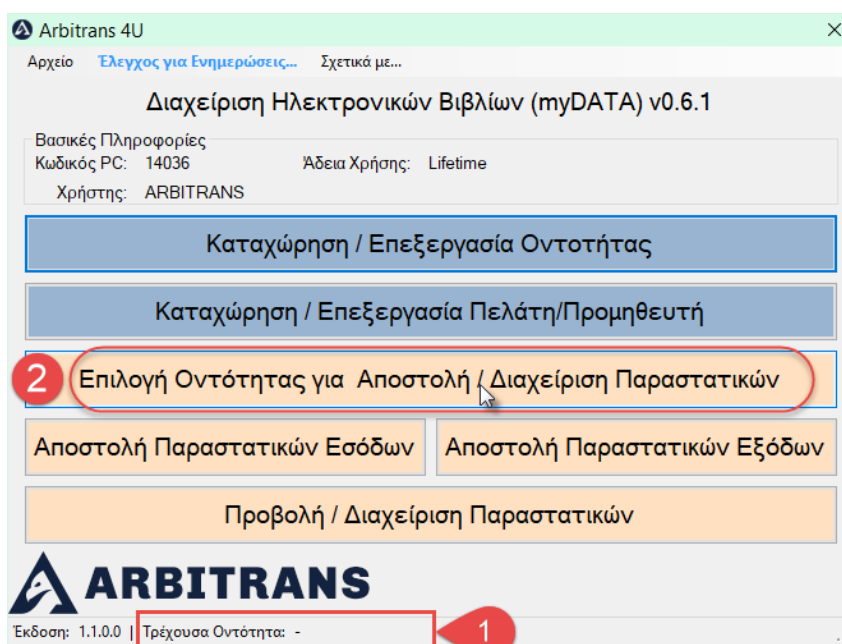 Arbitrans 4U
Αρχείο Έλεγχος για Ενημερώσεις... Σχετικά με...
Διαχείριση Ηλεκτρονικών Βιβλίων (myDATA) v0.6.1
Βασικές Πληροφορίες
Κωδικός PC: 14036 Άδεια Χρήσης: Lifetime
Χρήστης: ARBITRANS
Καταχώρηση / Επεξεργασία Οντοτήτας
Καταχώρηση / Επεξεργασία Πελάτη/Προμηθευτή
2 Επιλογή Οντότητας για Αποστολή / Διαχείριση Παραστατικών
Αποστολή Παραστατικών Εσόδων Αποστολή Παραστατικών Εξόδων
Προβολή / Διαχείριση Παραστατικών
ARBITRANS
Έκδοση: 1.1.0.0 | Τρέχουσα Οντότητα: - 1